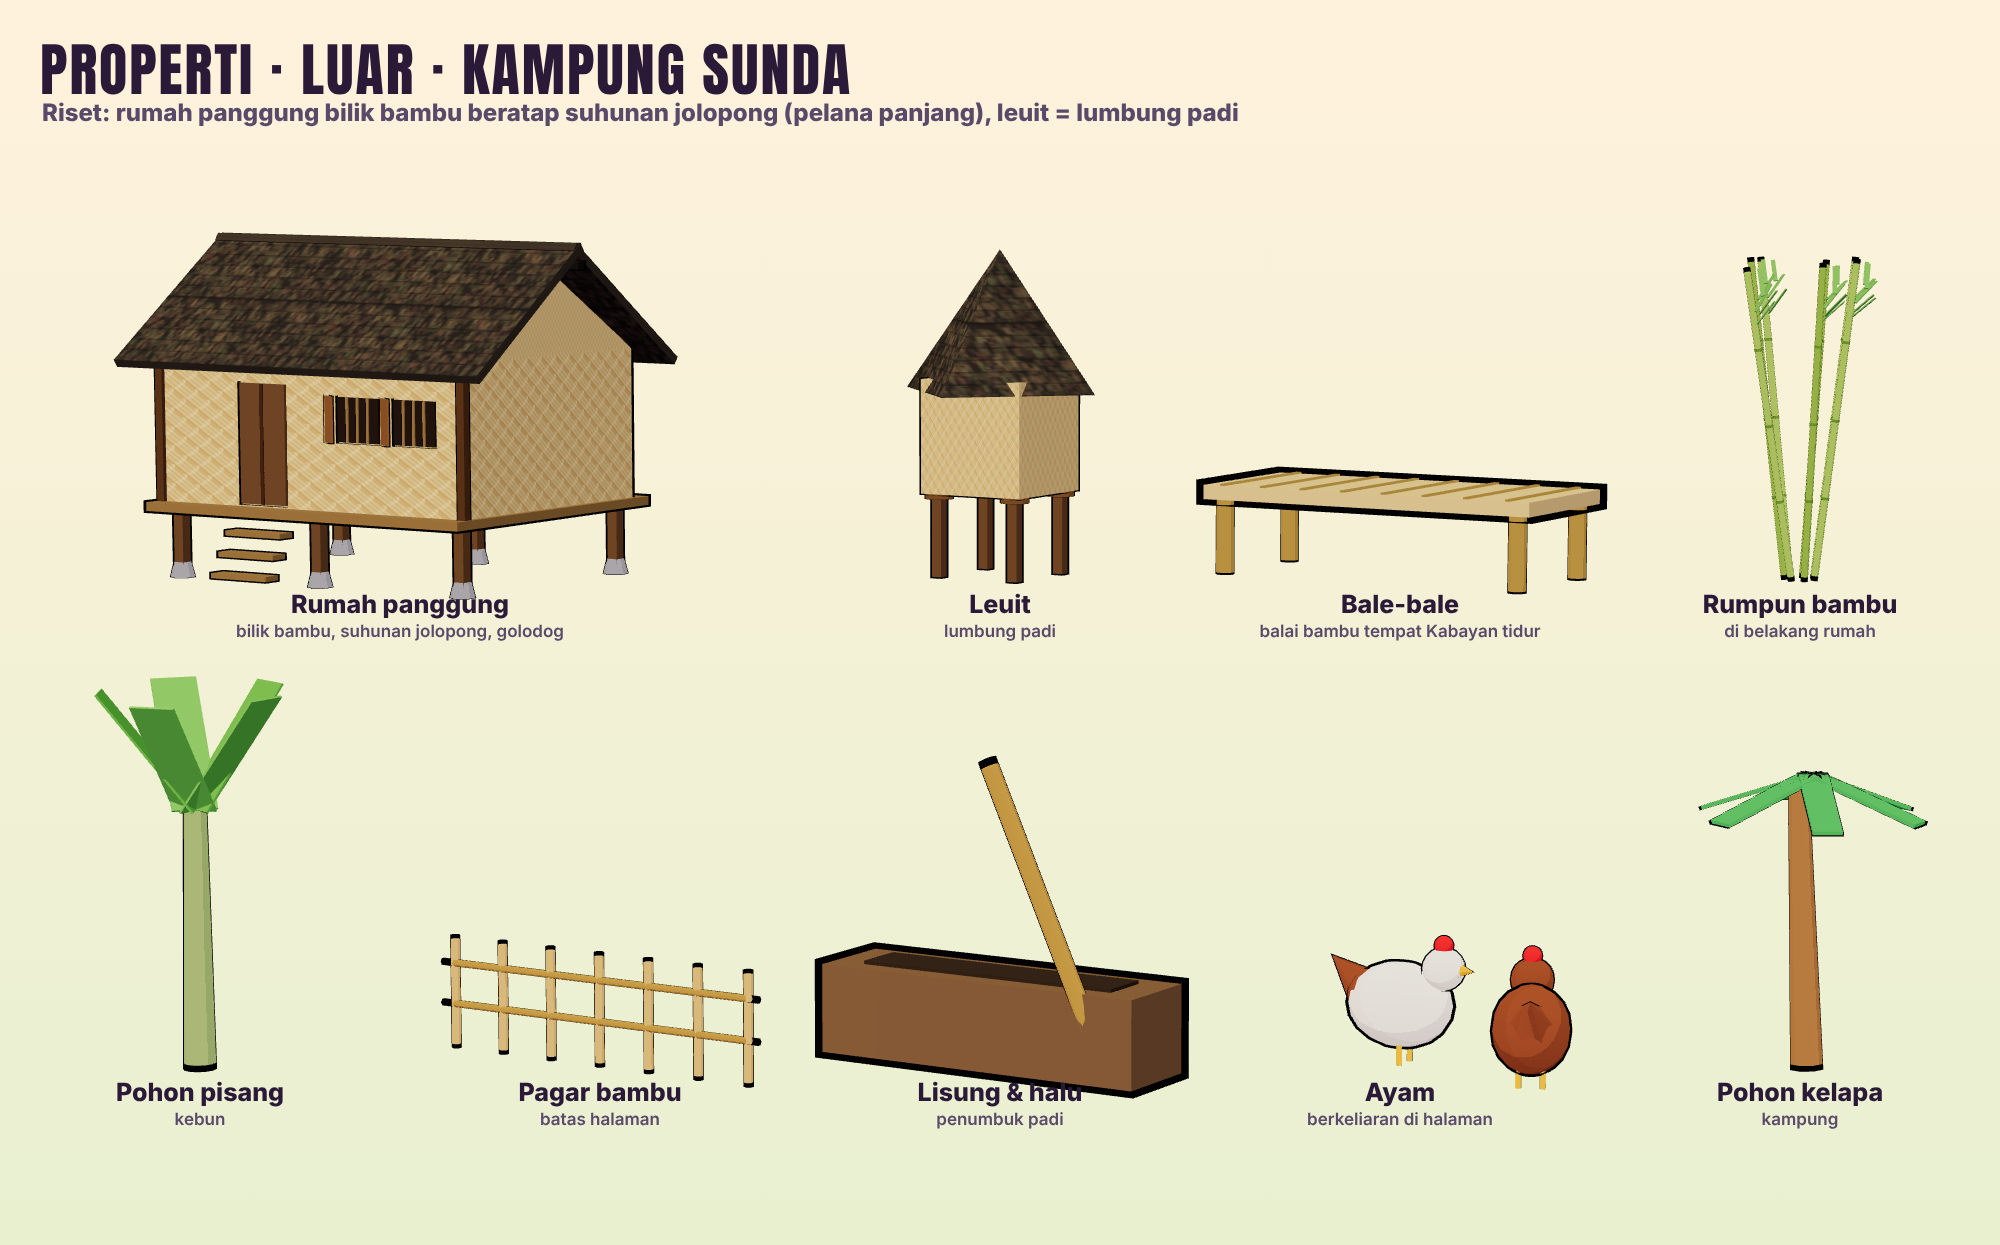 PROPERTI · LUAR · KAMPUNG SUNDA
Riset: rumah panggung bilik bambu beratap suhunan jolopong (pelana panjang), leuit = lumbung padi
Rumah panggung
bilik bambu, suhunan jolopong, golodog
Leuit
lumbung padi
Bale-bale
balai bambu tempat Kabayan tidur
Rumpun bambu
di belakang rumah
Pohon pisang
kebun
Pagar bambu
batas halaman
Lisung & halu
penumbuk padi
Ayam
berkeliaran di halaman
Pohon kelapa
kampung